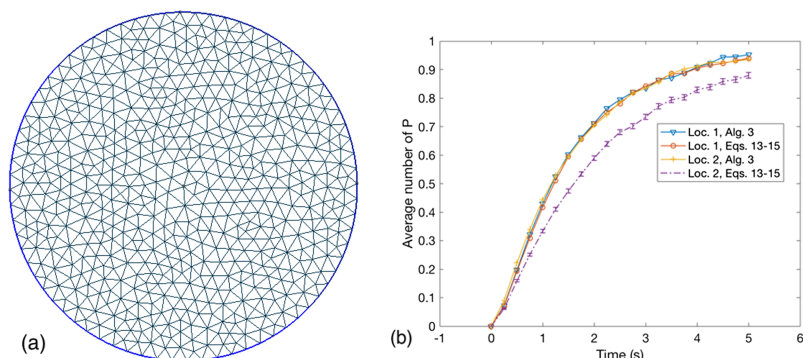 (a)
(b)
Average number of P
1
0.9
0.8
0.7
0.6
0.5
0.4
0.3
0.2
0.1
0
-1
0
1
2
3
4
5
6
Time (s)
Loc. 1, Alg. 3
Loc. 1, Eqs. 13-15
Loc. 2, Alg. 3
Loc. 2, Eqs. 13-15